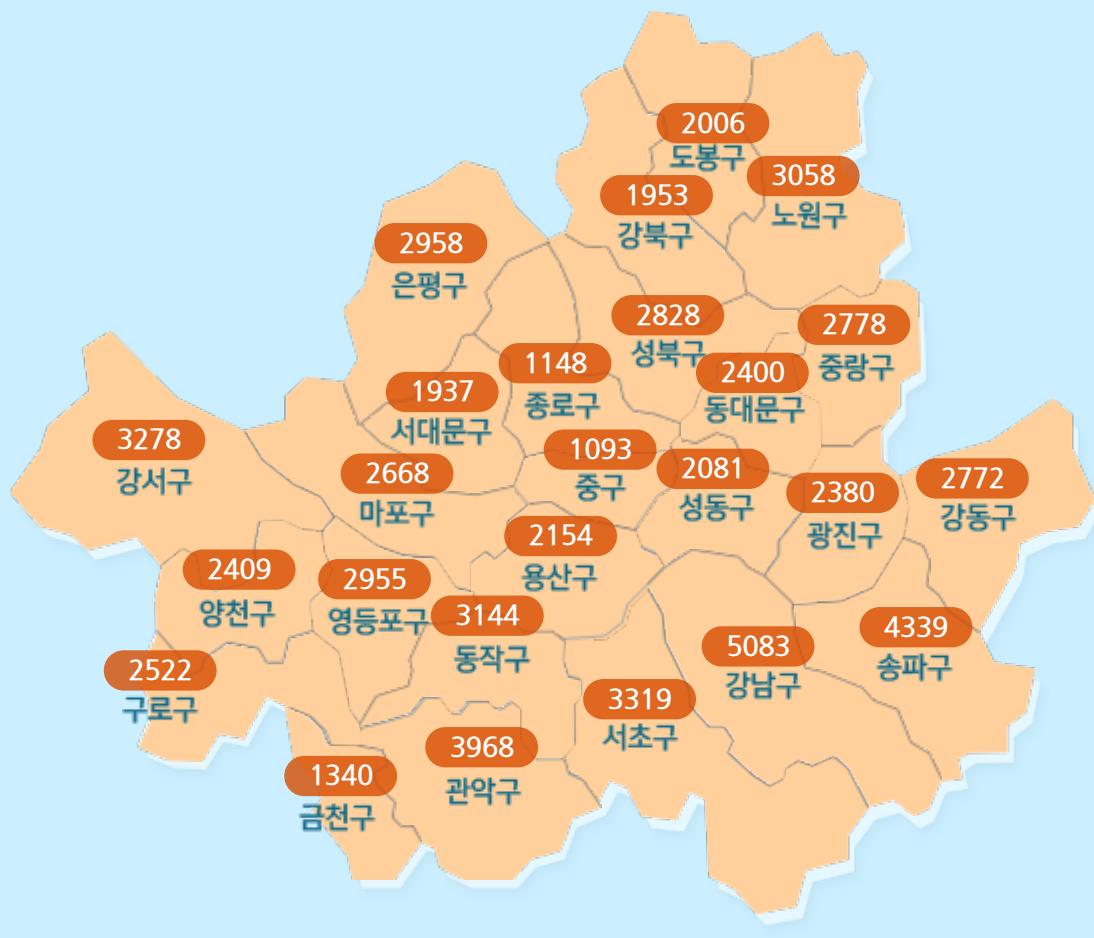 2006
도봉구
3058
노원구
1953
강북구
2958
은평구
2828
성북구
2778
중랑구
1148
종로구
2400
동대문구
1937
서대문구
3278
강서구
1093
중구
2668
마포구
2081
성동구
2380
광진구
2772
강동구
2154
용산구
2409
양천구
2955
영등포구
3144
동작구
4339
송파구
5083
강남구
2522
구로구
3319
서초구
3968
관악구
1340
금천구